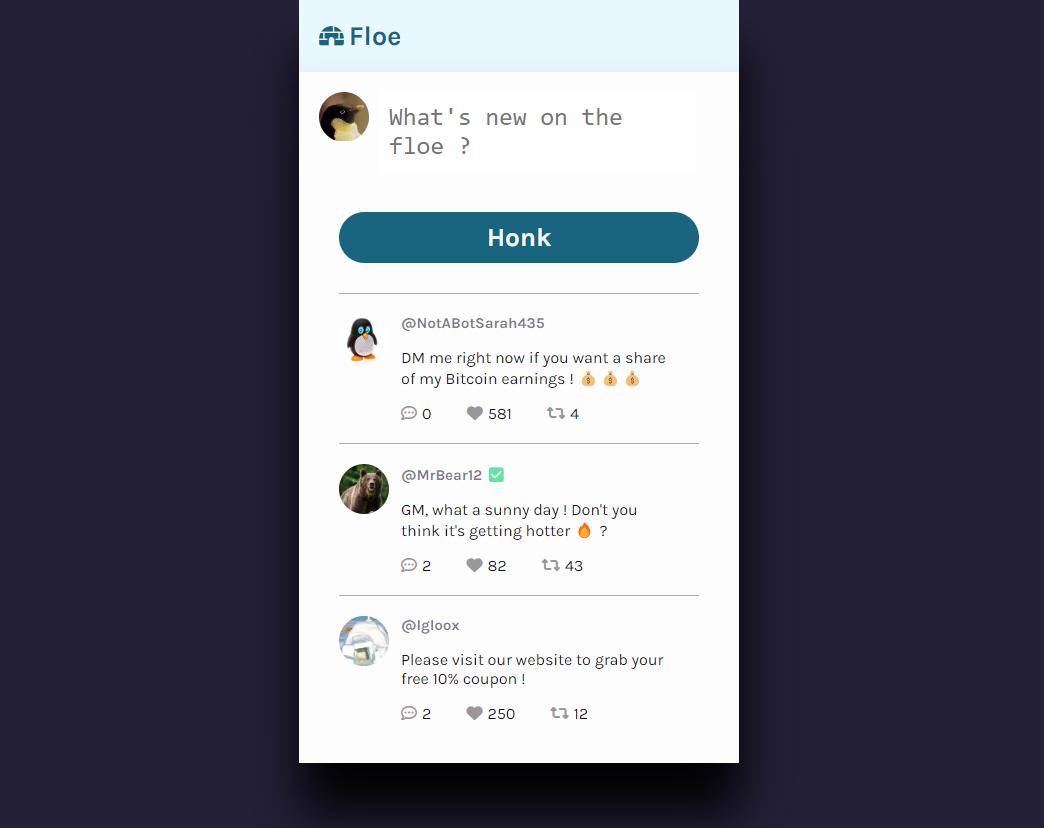 Floe
What's new on the
floe ?
Honk
@NotABotSarah435
DM me right now if you want a share
of my Bitcoin earnings ! 💰 💰 💰
0 581 4
@MrBear12 ✅
GM, what a sunny day ! Don't you
think it's getting hotter 🔥 ?
2 82 43
@Igloox
Please visit our website to grab your
free 10% coupon !
2 250 12